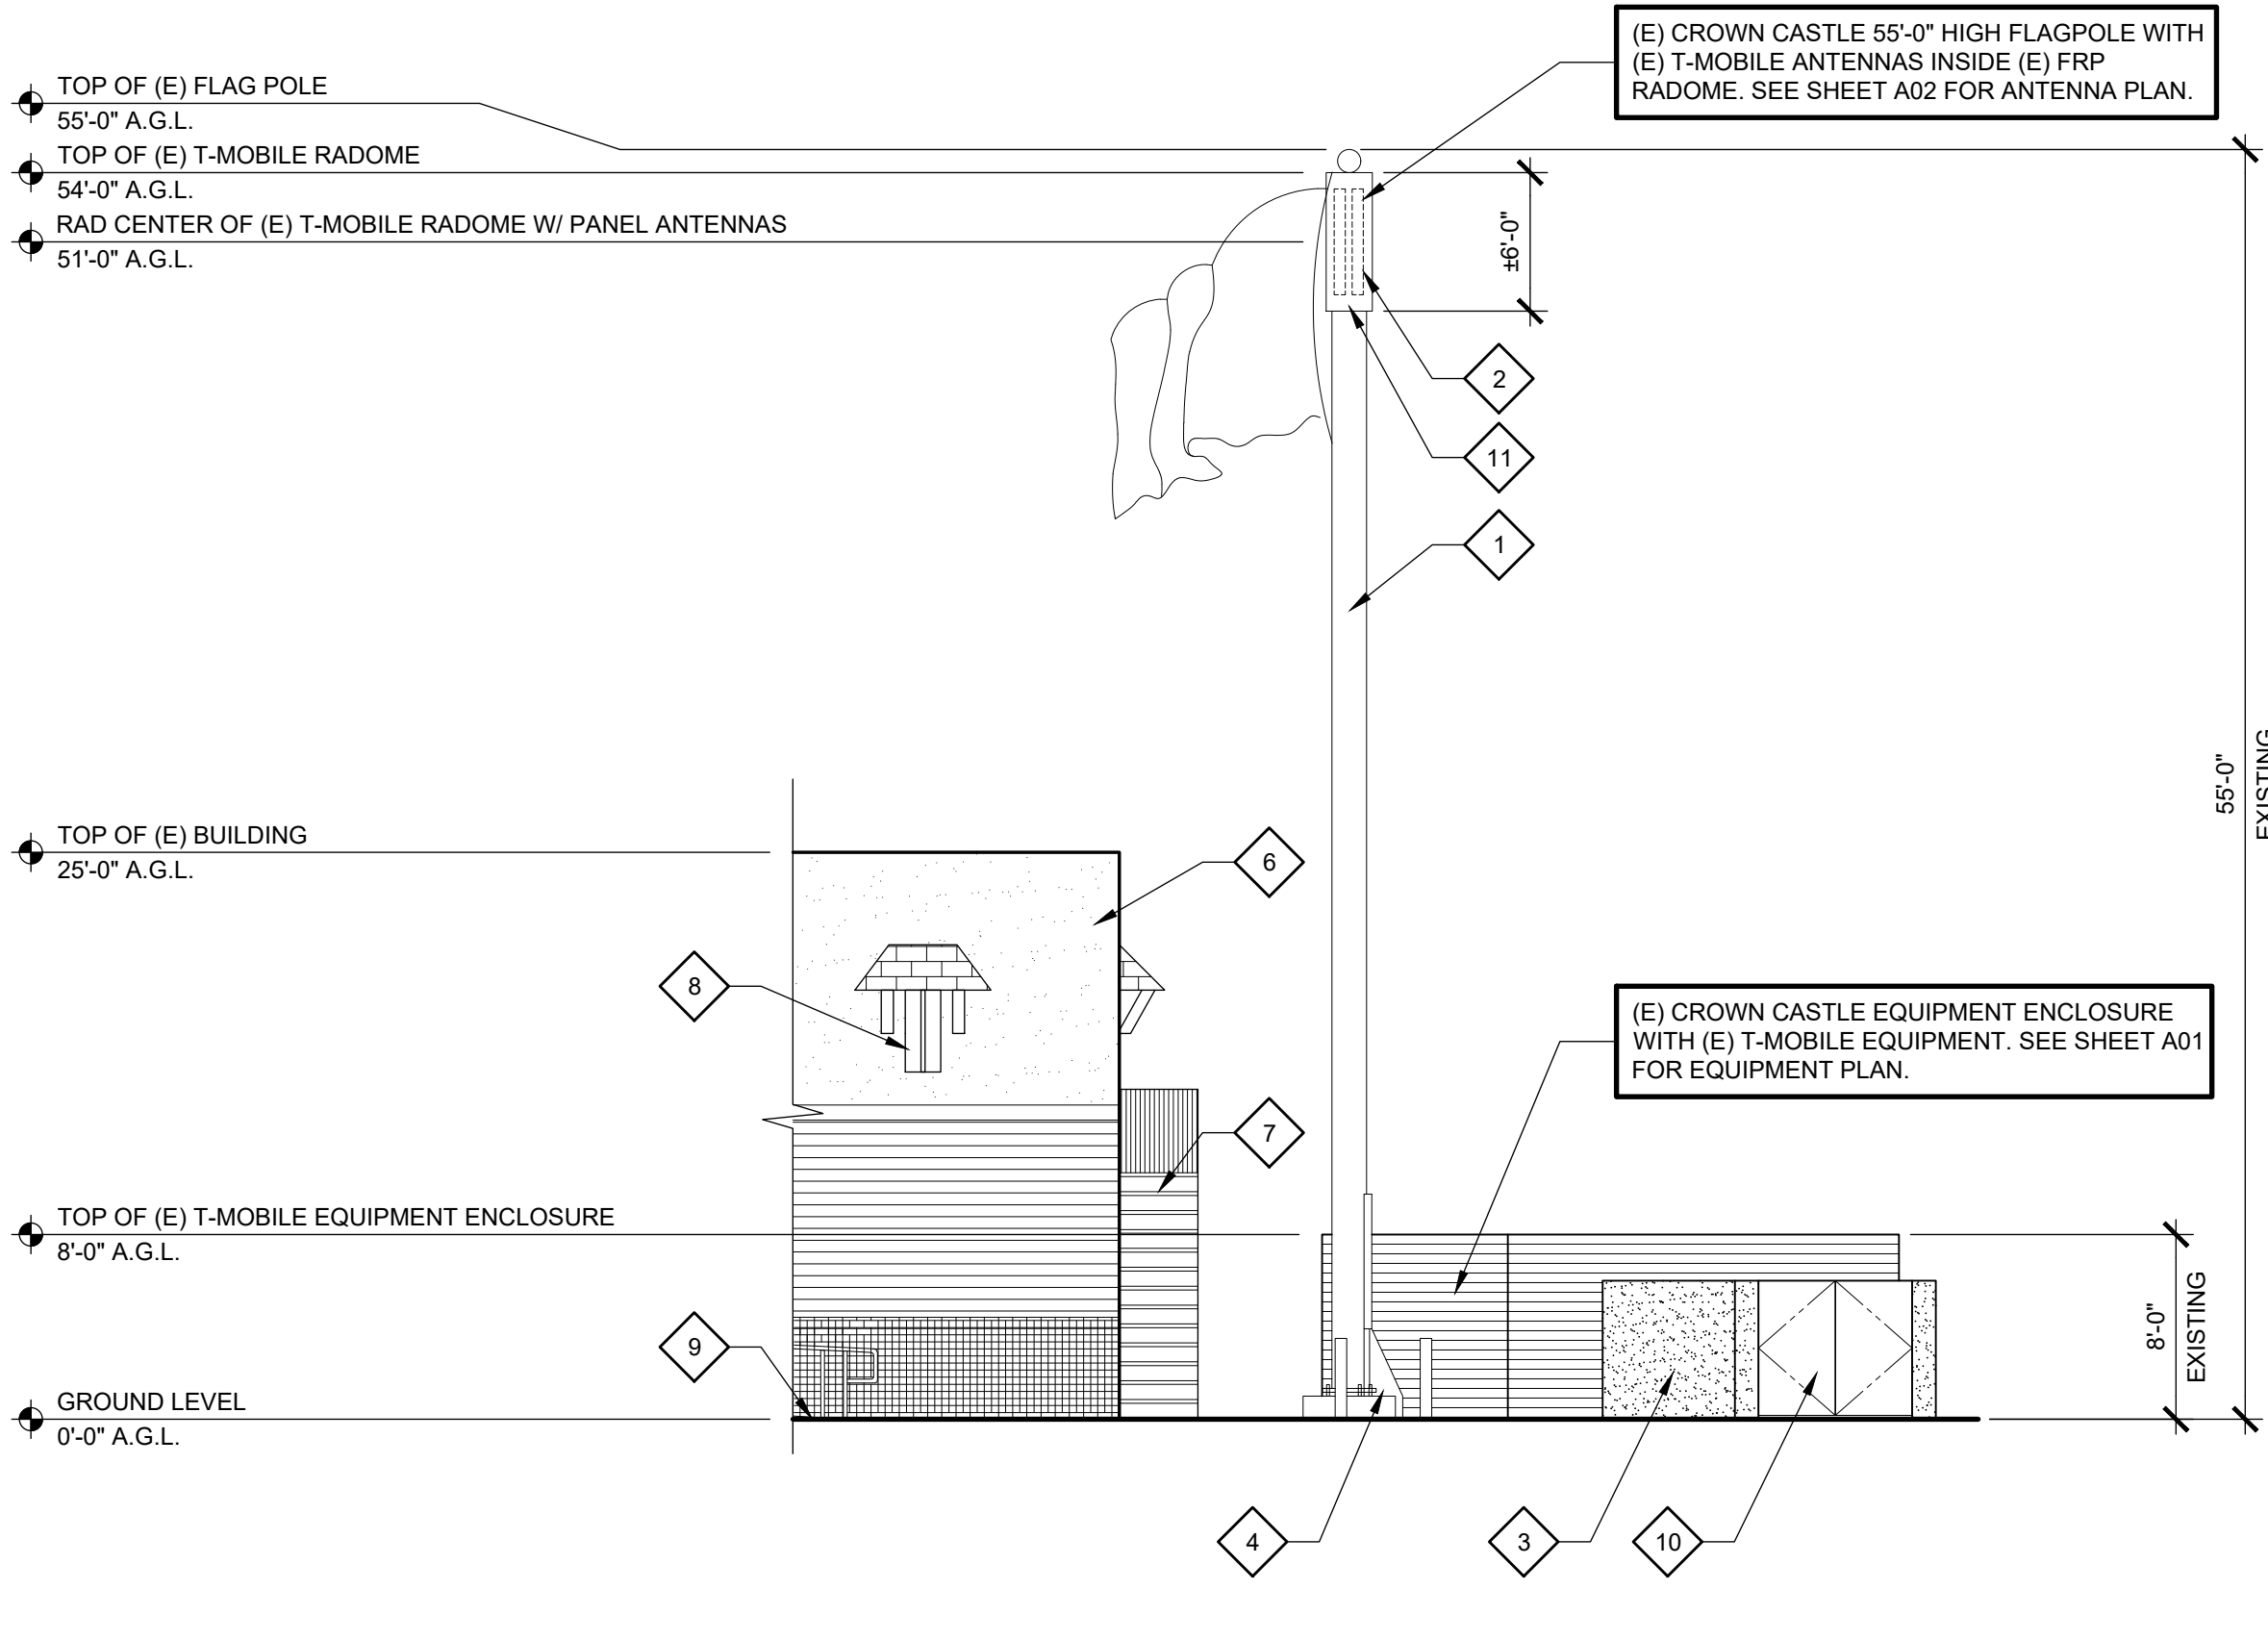 (E) CROWN CASTLE 55'-0" HIGH FLAGPOLE WITH
(E) T-MOBILE ANTENNAS INSIDE (E) FRP
RADOME. SEE SHEET A02 FOR ANTENNA PLAN.
TOP OF (E) FLAG POLE
55'-0" A.G.L.
TOP OF (E) T-MOBILE RADOME
54'-0" A.G.L.
RAD CENTER OF (E) T-MOBILE RADOME W/ PANEL ANTENNAS
51'-0" A.G.L.
±6'-0"
2
11
1
55'-0"
EXISTING
TOP OF (E) BUILDING
25'-0" A.G.L.
6
8
(E) CROWN CASTLE EQUIPMENT ENCLOSURE
WITH (E) T-MOBILE EQUIPMENT. SEE SHEET A01
FOR EQUIPMENT PLAN.
7
TOP OF (E) T-MOBILE EQUIPMENT ENCLOSURE
8'-0" A.G.L.
8'-0"
EXISTING
9
GROUND LEVEL
0'-0" A.G.L.
4
3
10